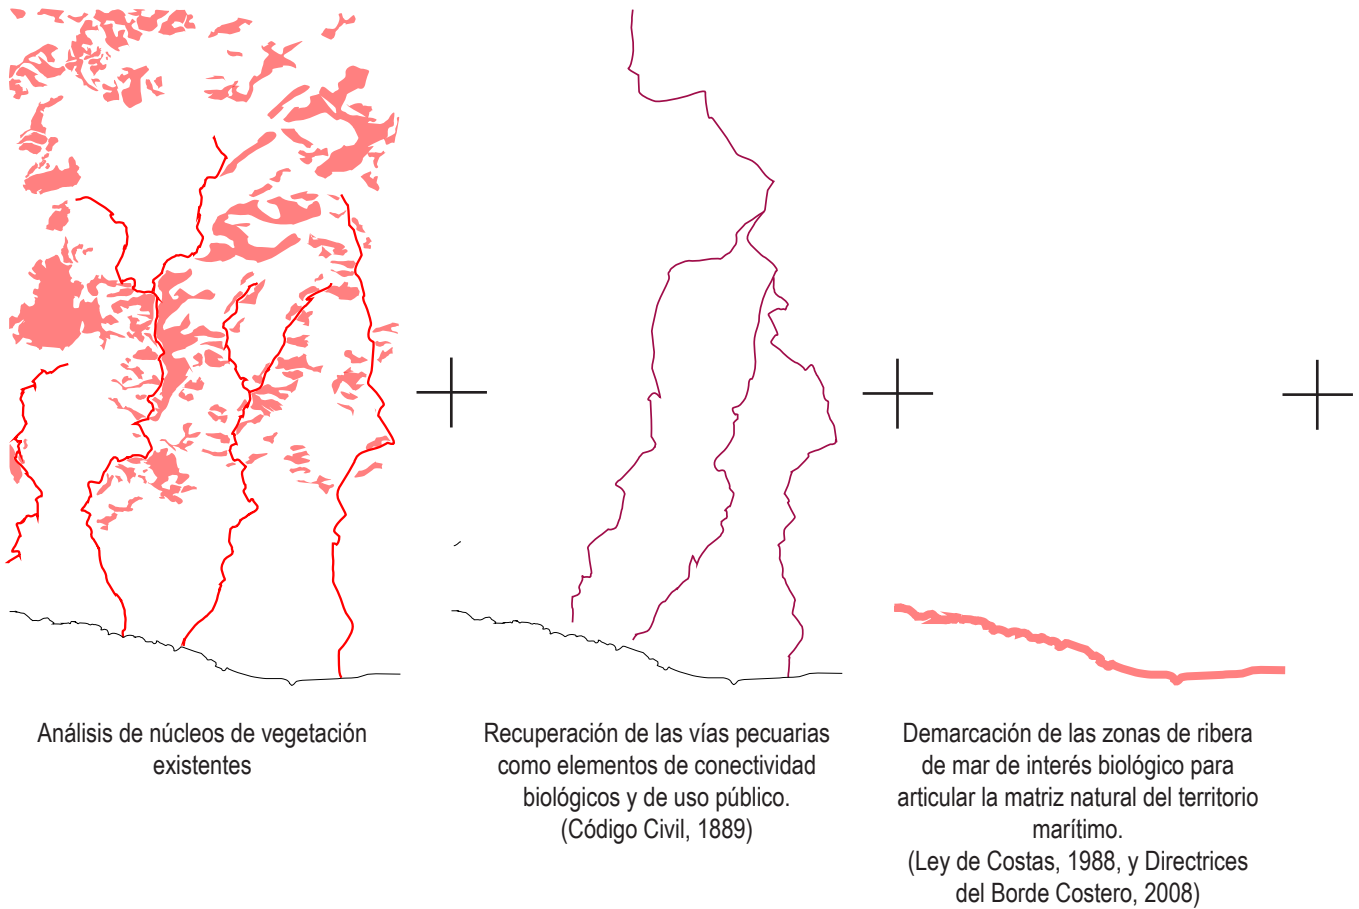 Análisis de núcleos de vegetación
existentes
Recuperación de las vías pecuarias
como elementos de conectividad
biológicos y de uso público.
(Código Civil, 1889)
Demarcación de las zonas de ribera
de mar de interés biológico para
articular la matriz natural del territorio
marítimo.
(Ley de Costas, 1988, y Directrices
del Borde Costero, 2008)